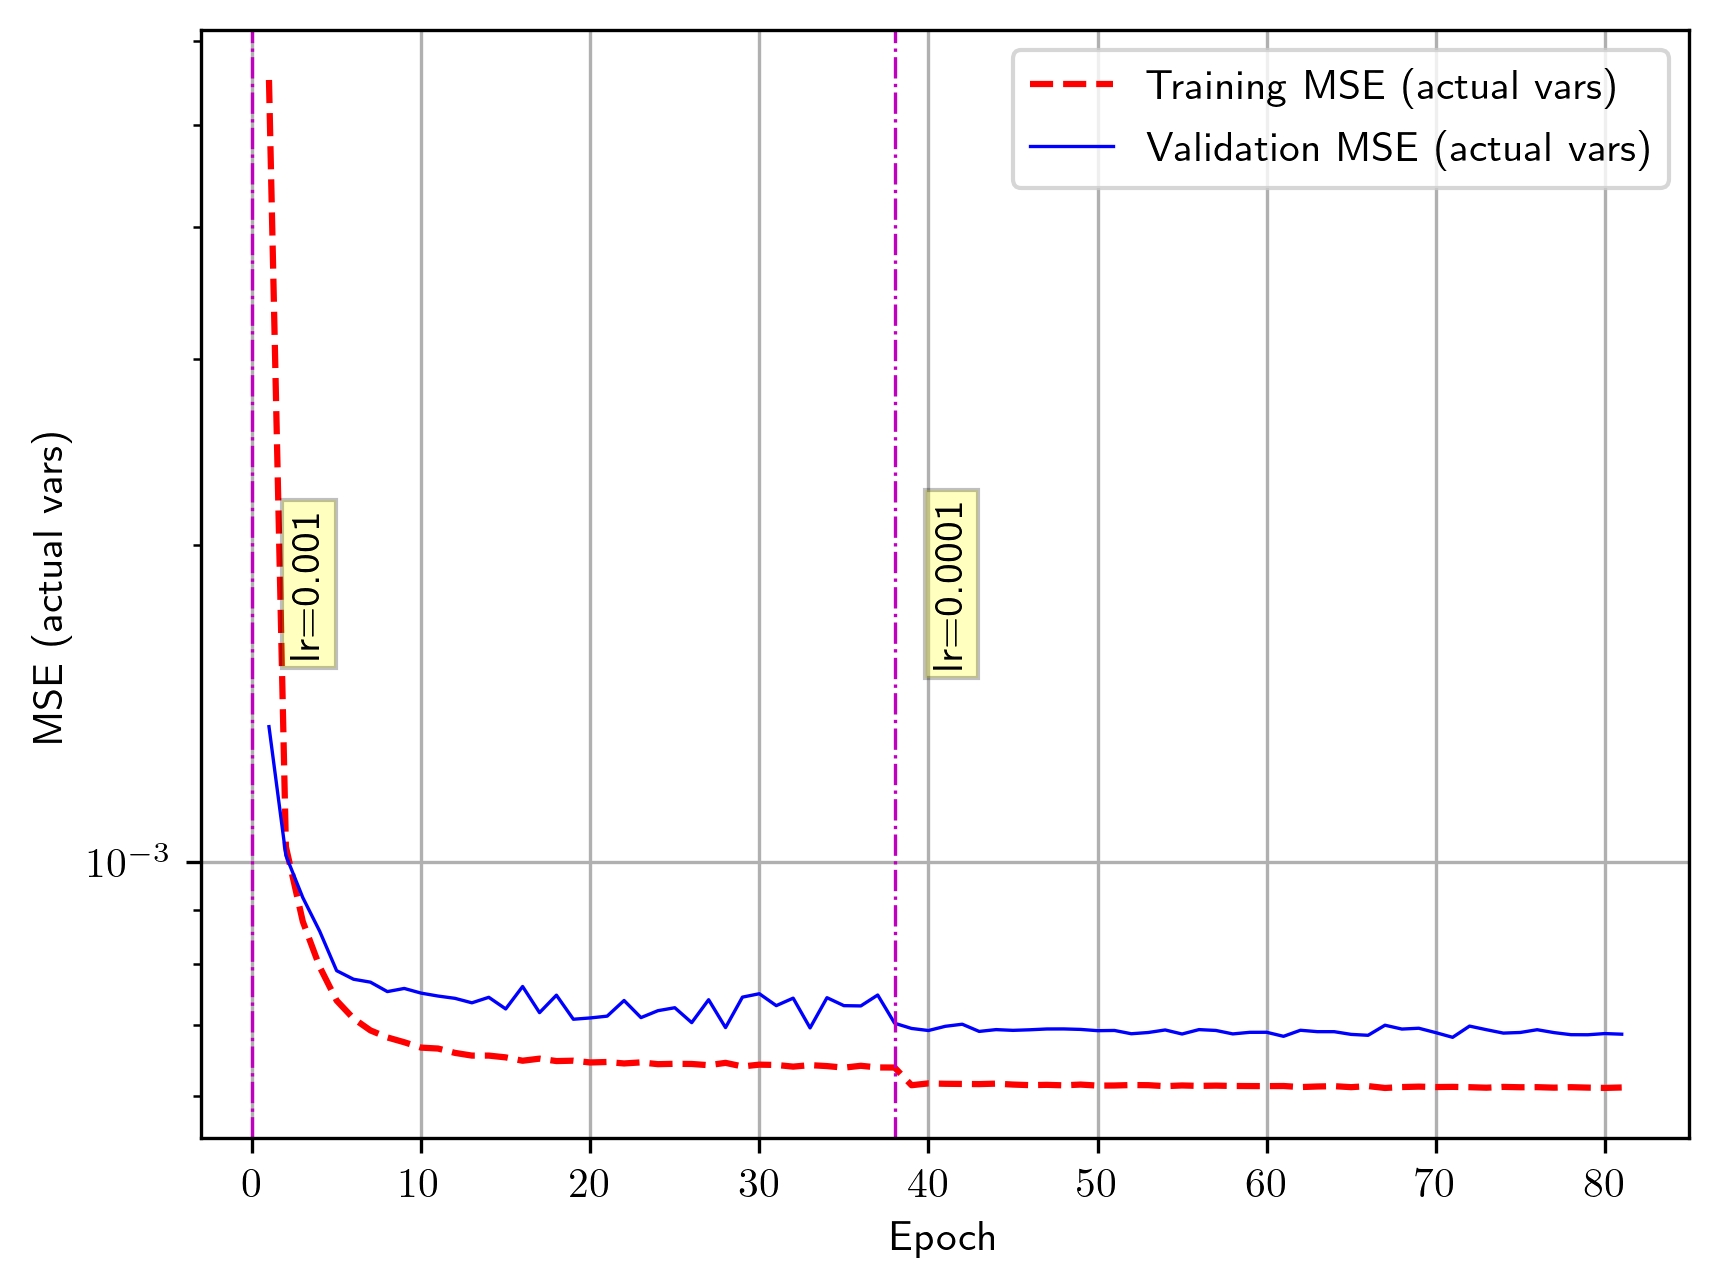 Training MSE (actual vars)
Validation MSE (actual vars)
MSE (actual vars)
lr=0.001
lr=0.0001
10⁻³
0 10 20 30 40 50 60 70 80
Epoch